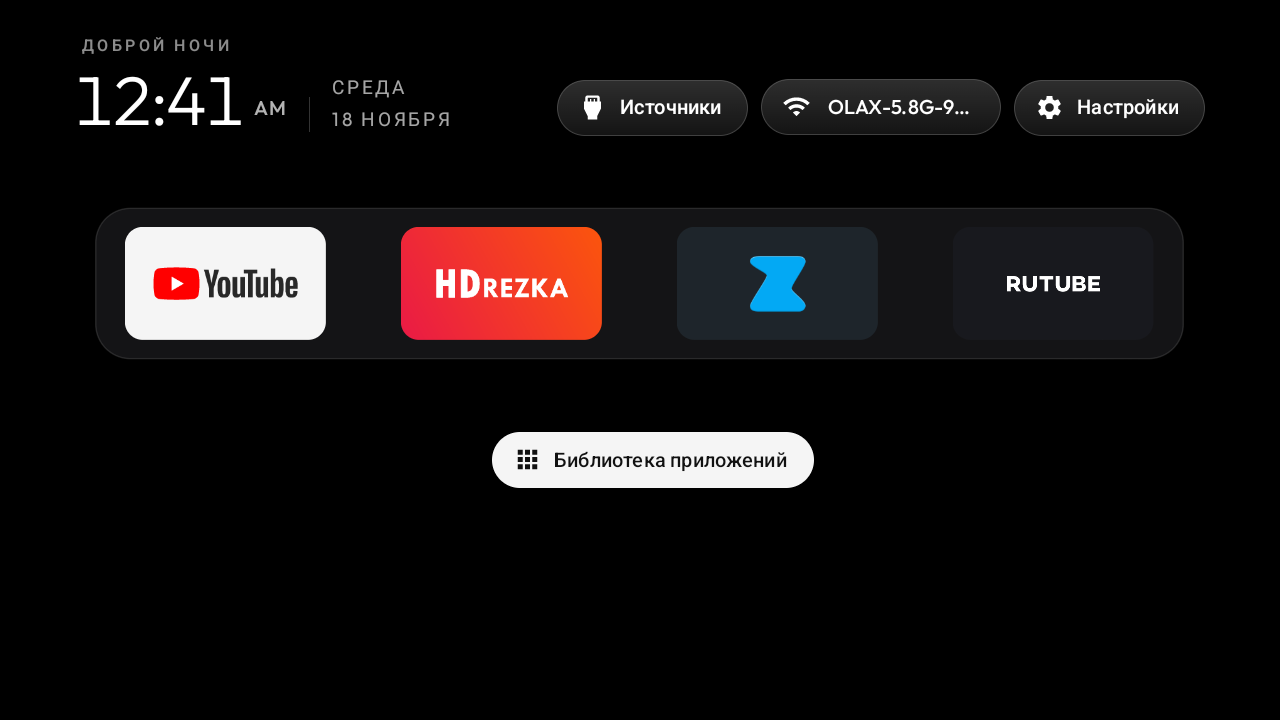 ДОБРОЙ НОЧИ
12:41 AM
СРЕДА
18 НОЯБРЯ
Источники
OLAX-5.8G-9...
Настройки
YouTube
HDREZKA
RUTUBE
Библиотека приложений